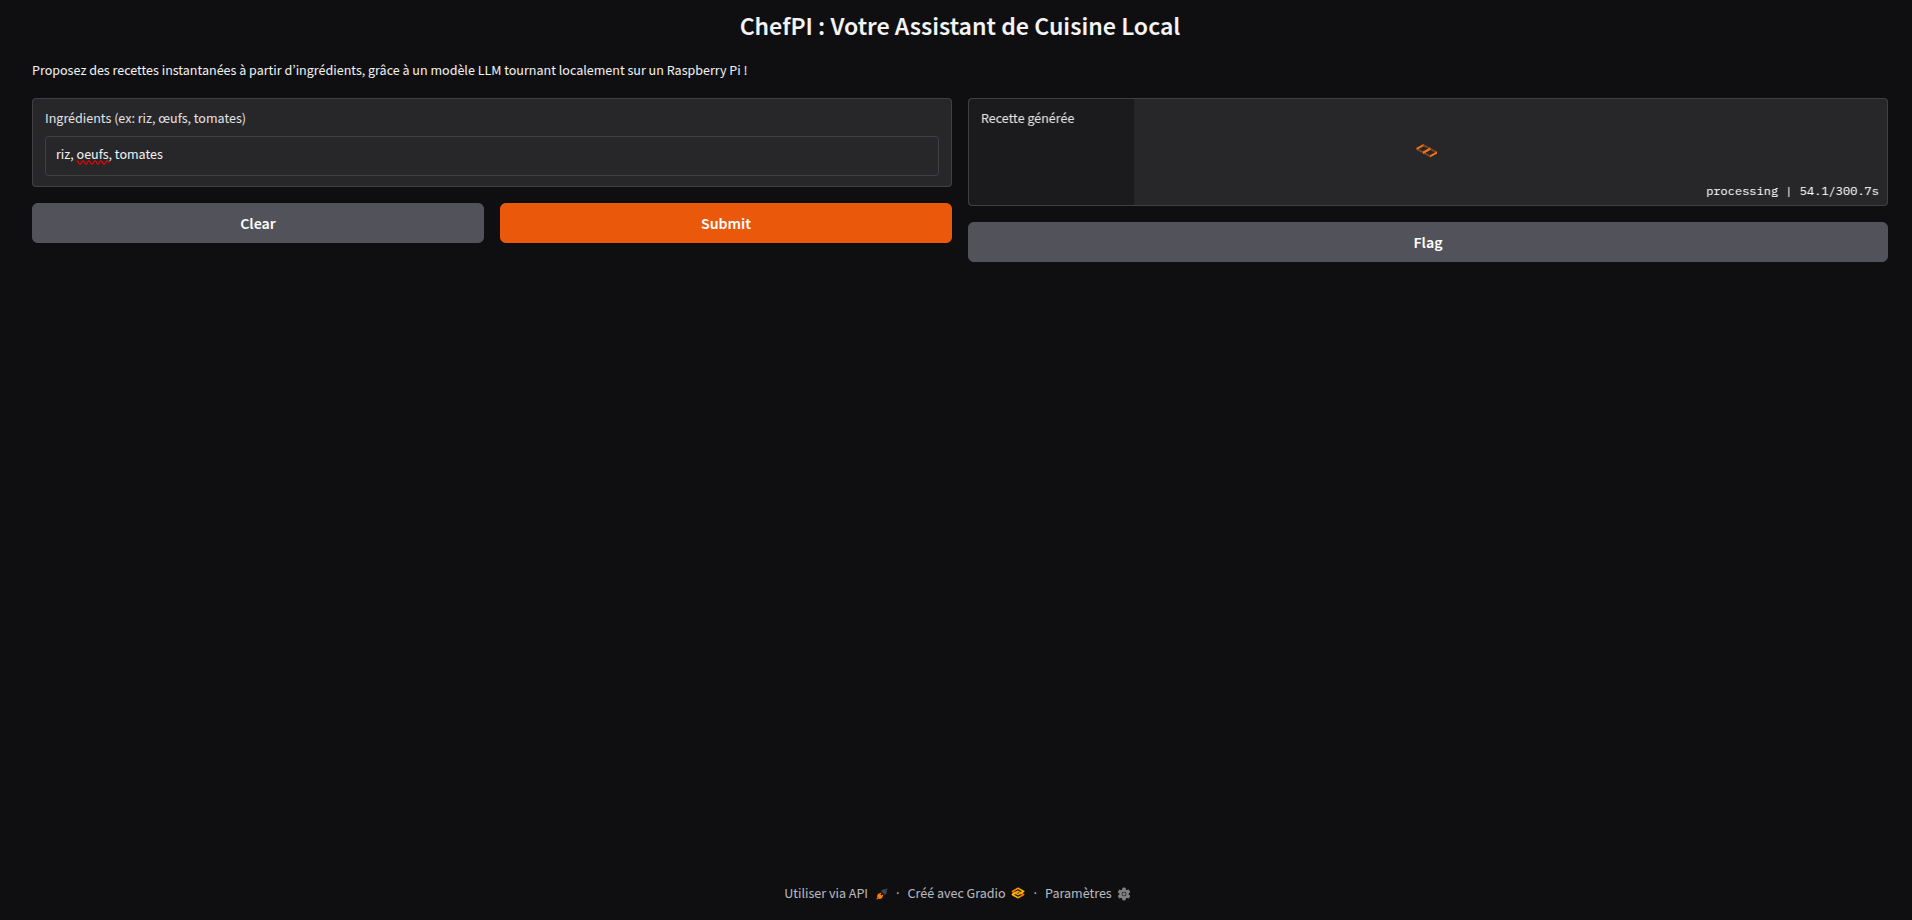 ChefPI : Votre Assistant de Cuisine Local
Proposez des recettes instantanées à partir d’ingrédients, grâce à un modèle LLM tournant localement sur un Raspberry Pi !
Ingrédients (ex: riz, œufs, tomates)
riz, oeufs, tomates
Clear
Submit
Recette générée
processing | 54.1/300.7s
Flag
Utiliser via API · Créé avec Gradio · Paramètres